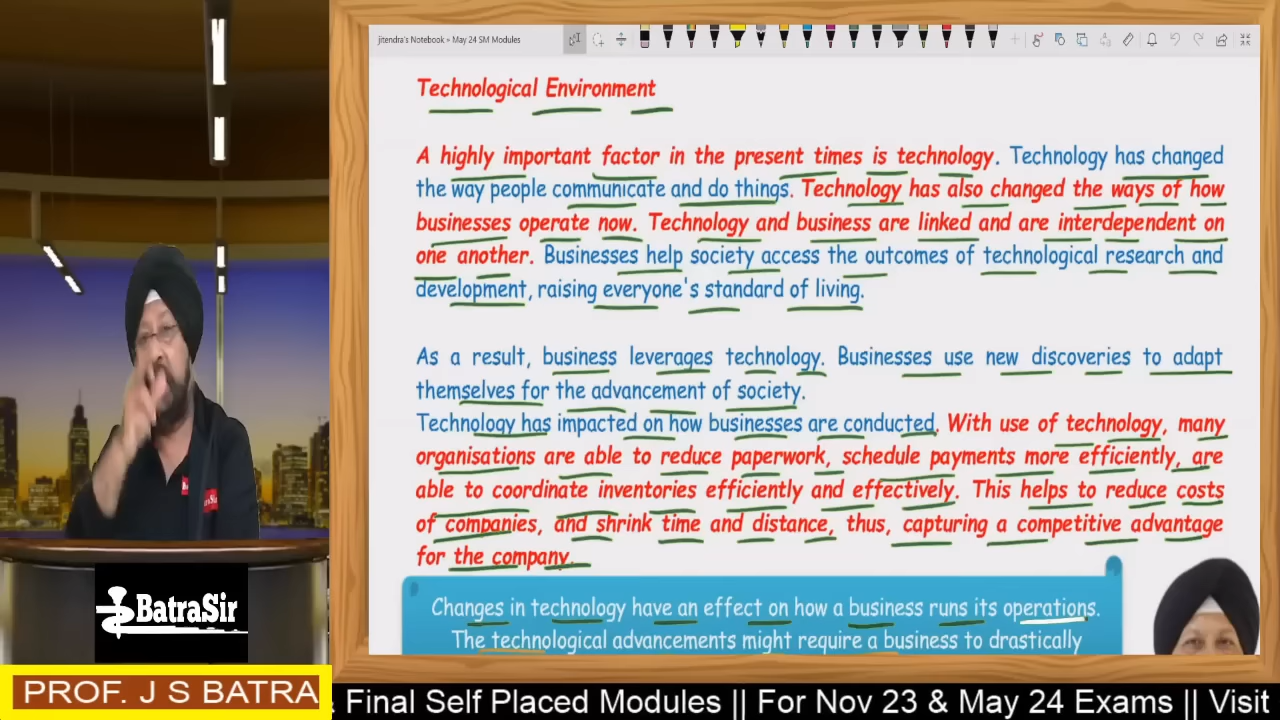 jitendra's Notebook » May 24 SM Modules
Technological Environment
A highly important factor in the present times is technology. Technology has changed
the way people communicate and do things. Technology has also changed the ways of how
businesses operate now. Technology and business are linked and are interdependent on
one another. Businesses help society access the outcomes of technological research and
development, raising everyone's standard of living.
As a result, business leverages technology. Businesses use new discoveries to adapt
themselves for the advancement of society.
Technology has impacted on how businesses are conducted. With use of technology, many
organisations are able to reduce paperwork, schedule payments more efficiently, are
able to coordinate inventories efficiently and effectively. This helps to reduce costs
of companies, and shrink time and distance, thus, capturing a competitive advantage
for the company.
Changes in technology have an effect on how a business runs its operations.
The technological advancements might require a business to drastically
BatraSir
PROF. J S BATRA
Final Self Placed Modules || For Nov 23 & May 24 Exams || Visit